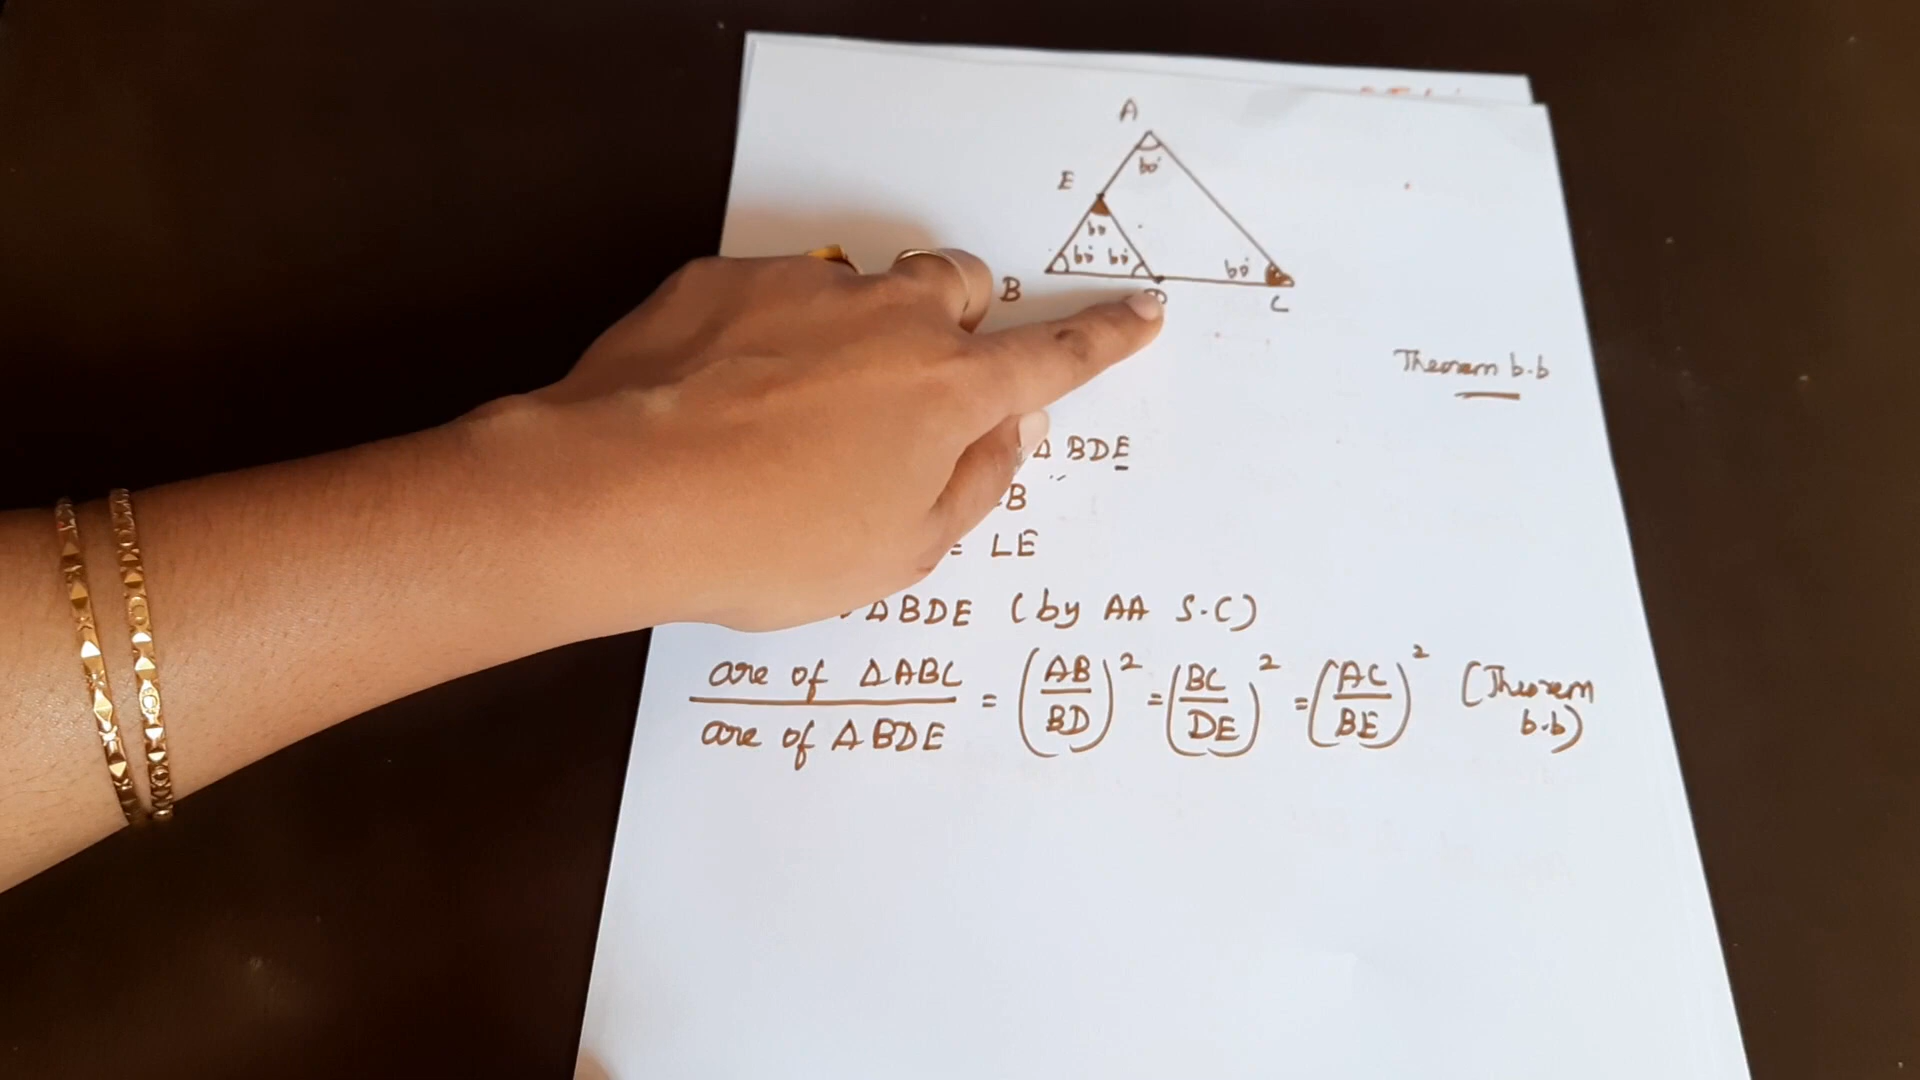 A
E
60°
60
60° 60°
60°
B
D
C
Theorem 6.6
Δ BDE
B
= ∠E
ΔBDE (by AA S.C)
are of ΔABC / are of ΔBDE = (AB/BD)² = (BC/DE)² = (AC/BE)² (Theorem 6.6)